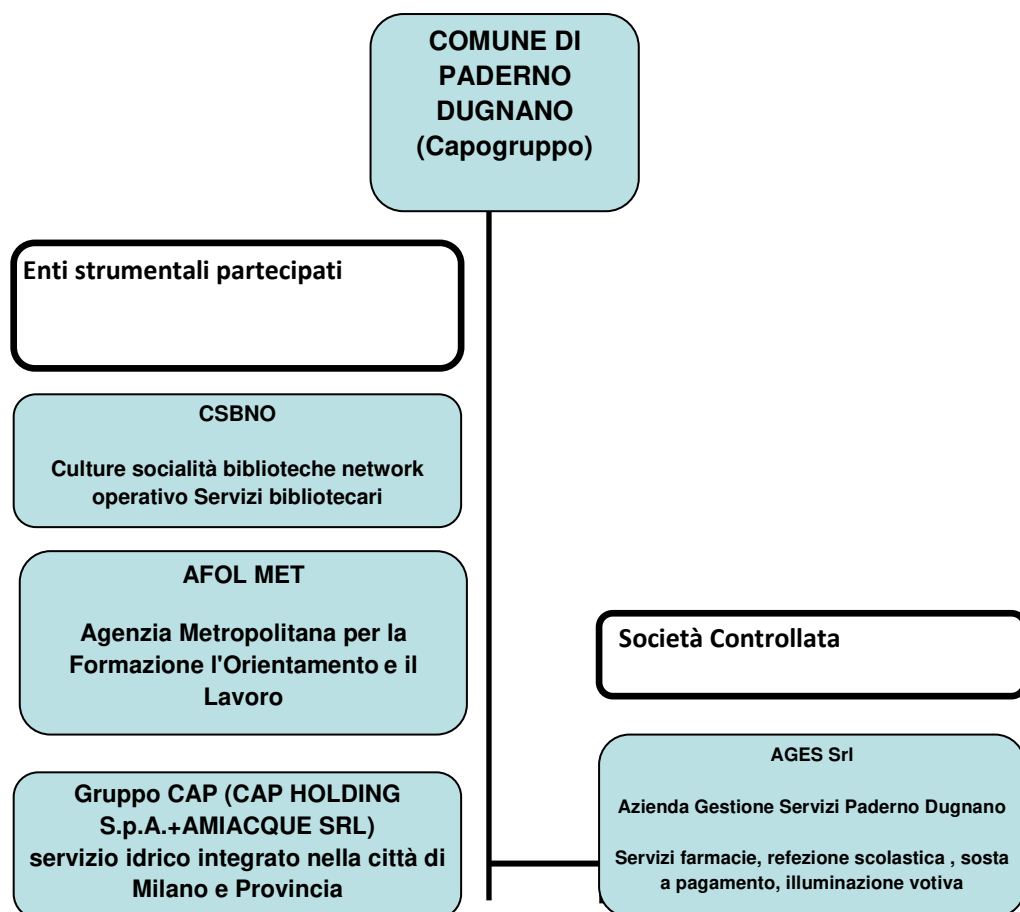 COMUNE DI
PADERNO
DUGNANO
(Capogruppo)
Enti strumentali partecipati
CSBNO
Culture socialità biblioteche network
operativo Servizi bibliotecari
AFOL MET
Agenzia Metropolitana per la
Formazione l'Orientamento e il
Lavoro
Gruppo CAP (CAP HOLDING
S.p.A.+AMIACQUE SRL)
servizio idrico integrato nella città di
Milano e Provincia
Società Controllata
AGES Srl
Azienda Gestione Servizi Paderno Dugnano
Servizi farmacie, refezione scolastica , sosta
a pagamento, illuminazione votiva